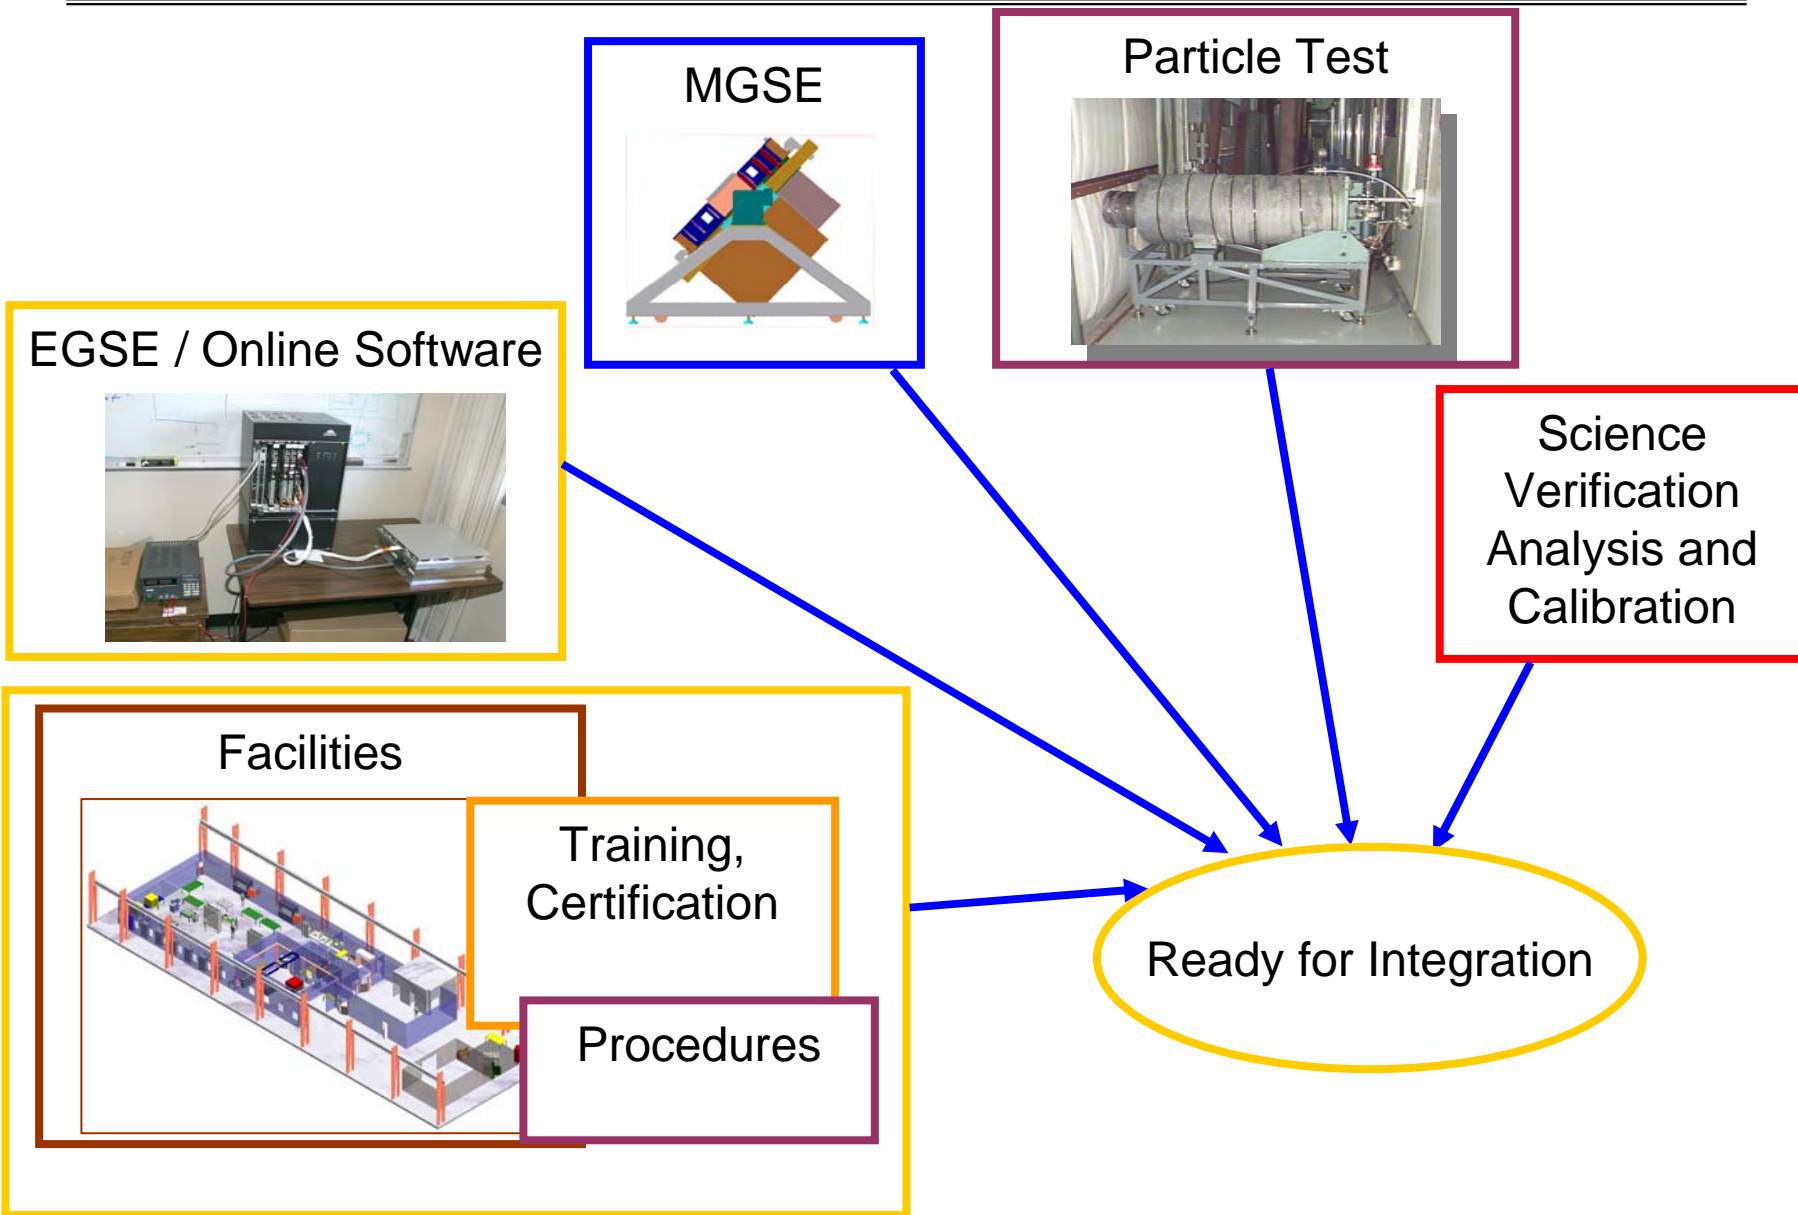 MGSE
Particle Test
EGSE / Online Software
Science
Verification
Analysis and
Calibration
Facilities
Training,
Certification
Procedures
Ready for Integration